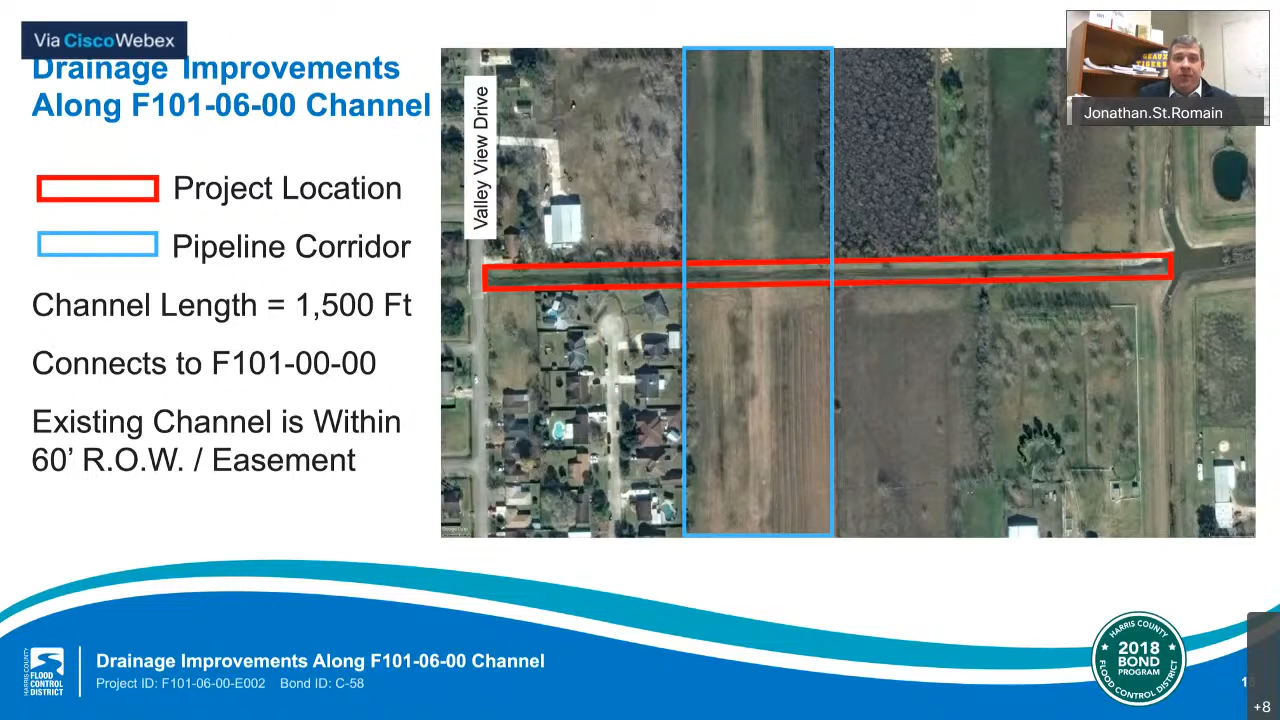 Via CiscoWebex
Drainage Improvements
Along F101-06-00 Channel
Project Location
Pipeline Corridor
Channel Length = 1,500 Ft
Connects to F101-00-00
Existing Channel is Within
60’ R.O.W. / Easement
Valley View Drive
GEAUX
TIGERS
Jonathan.St.Romain
HARRIS COUNTY
FLOOD
CONTROL
DISTRICT
Drainage Improvements Along F101-06-00 Channel
Project ID: F101-06-00-E002 Bond ID: C-58
HARRIS COUNTY
2018
BOND
PROGRAM
FLOOD CONTROL DISTRICT
+8